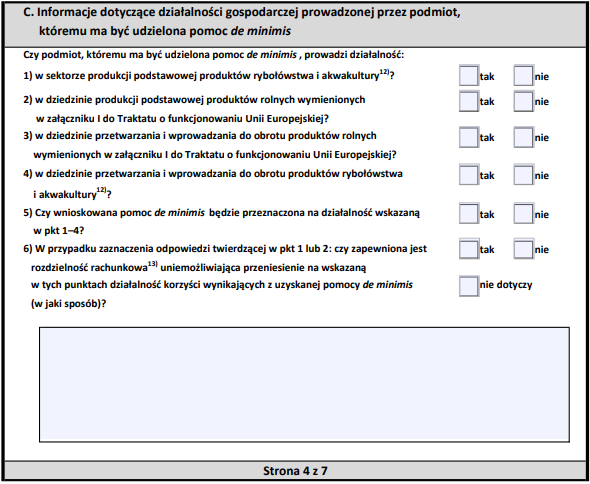 C. Informacje dotyczące działalności gospodarczej prowadzonej przez podmiot,
któremu ma być udzielona pomoc de minimis
Czy podmiot, któremu ma być udzielona pomoc de minimis , prowadzi działalność:
1) w sektorze produkcji podstawowej produktów rybołówstwa i akwakultury12)? tak nie
2) w dziedzinie produkcji podstawowej produktów rolnych wymienionych tak nie
w załączniku I do Traktatu o funkcjonowaniu Unii Europejskiej?
3) w dziedzinie przetwarzania i wprowadzania do obrotu produktów rolnych tak nie
wymienionych w załączniku I do Traktatu o funkcjonowaniu Unii Europejskiej?
4) w dziedzinie przetwarzania i wprowadzania do obrotu produktów rybołówstwa tak nie
i akwakultury12)?
5) Czy wnioskowana pomoc de minimis będzie przeznaczona na działalność wskazaną tak nie
w pkt 1–4?
6) W przypadku zaznaczenia odpowiedzi twierdzącej w pkt 1 lub 2: czy zapewniona jest tak nie
rozdzielność rachunkowa13) uniemożliwiająca przeniesienie na wskazaną
w tych punktach działalność korzyści wynikających z uzyskanej pomocy de minimis nie dotyczy
(w jaki sposób)?
Strona 4 z 7